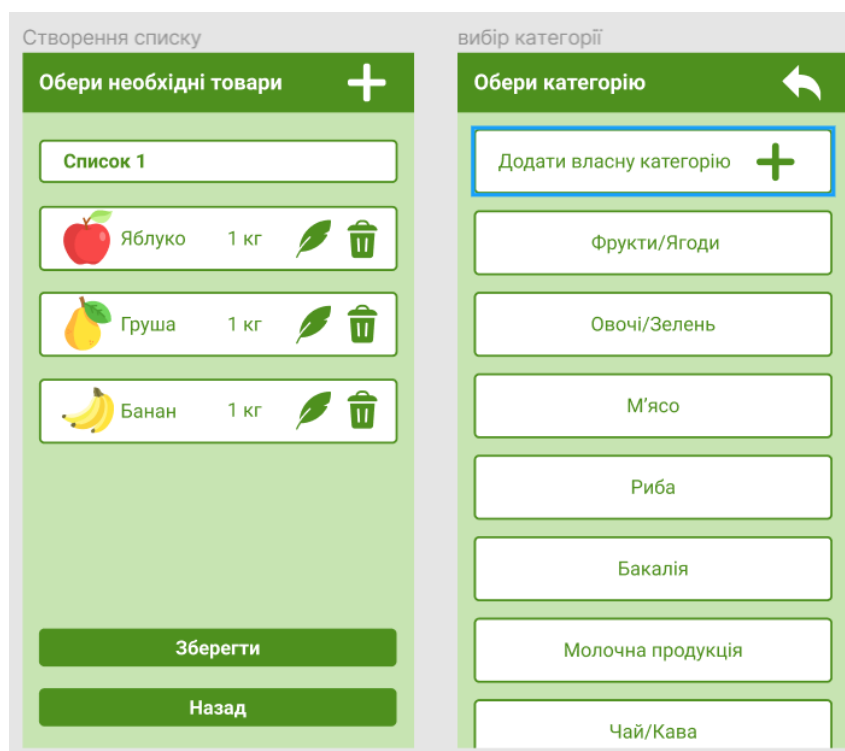 Створення списку
Обери необхідні товари
Список 1
Яблуко 1 кг
Груша 1 кг
Банан 1 кг
Зберегти
Назад
вибір категорії
Обери категорію
Додати власну категорію
Фрукти/Ягоди
Овочі/Зелень
М’ясо
Риба
Бакалія
Молочна продукція
Чай/Кава